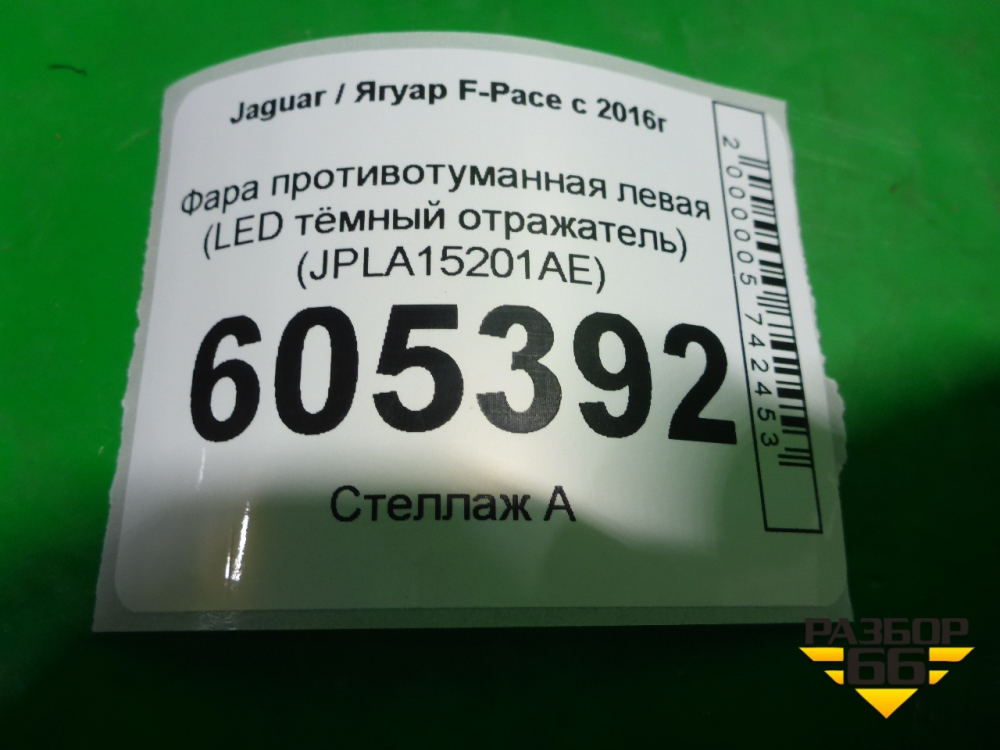 Jaguar / Ягуар F-Pace с 2016г
Фара противотуманная левая
(LED тёмный отражатель)
(JPLA15201AE)
605392
Стеллаж А
2000005742453
РАЗБОР
66